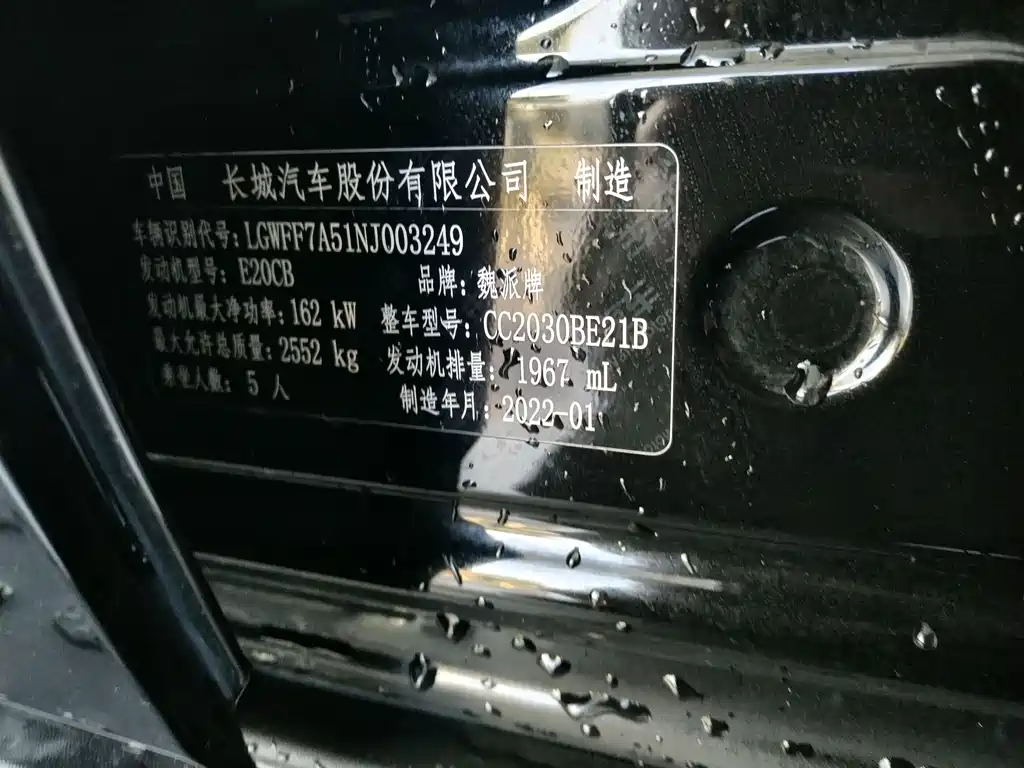 中国 长城汽车股份有限公司 制造
车辆识别代号:LGWFF7A51NJ003249
发动机型号: E20CB 品牌: 魏派牌
发动机最大净功率:162 kW 整车型号:CC2030BE21B
最大允许总质量:2552 kg 发动机排量: 1967 mL
乘坐人数: 5 人 制造年月:2022-01